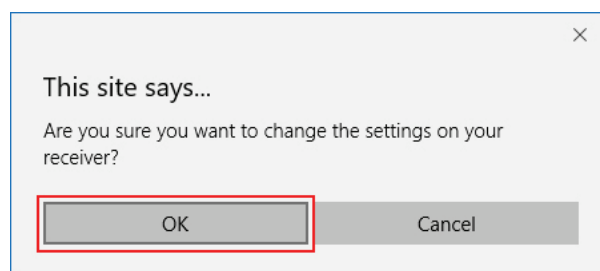 This site says...
Are you sure you want to change the settings on your
receiver?
OK
Cancel